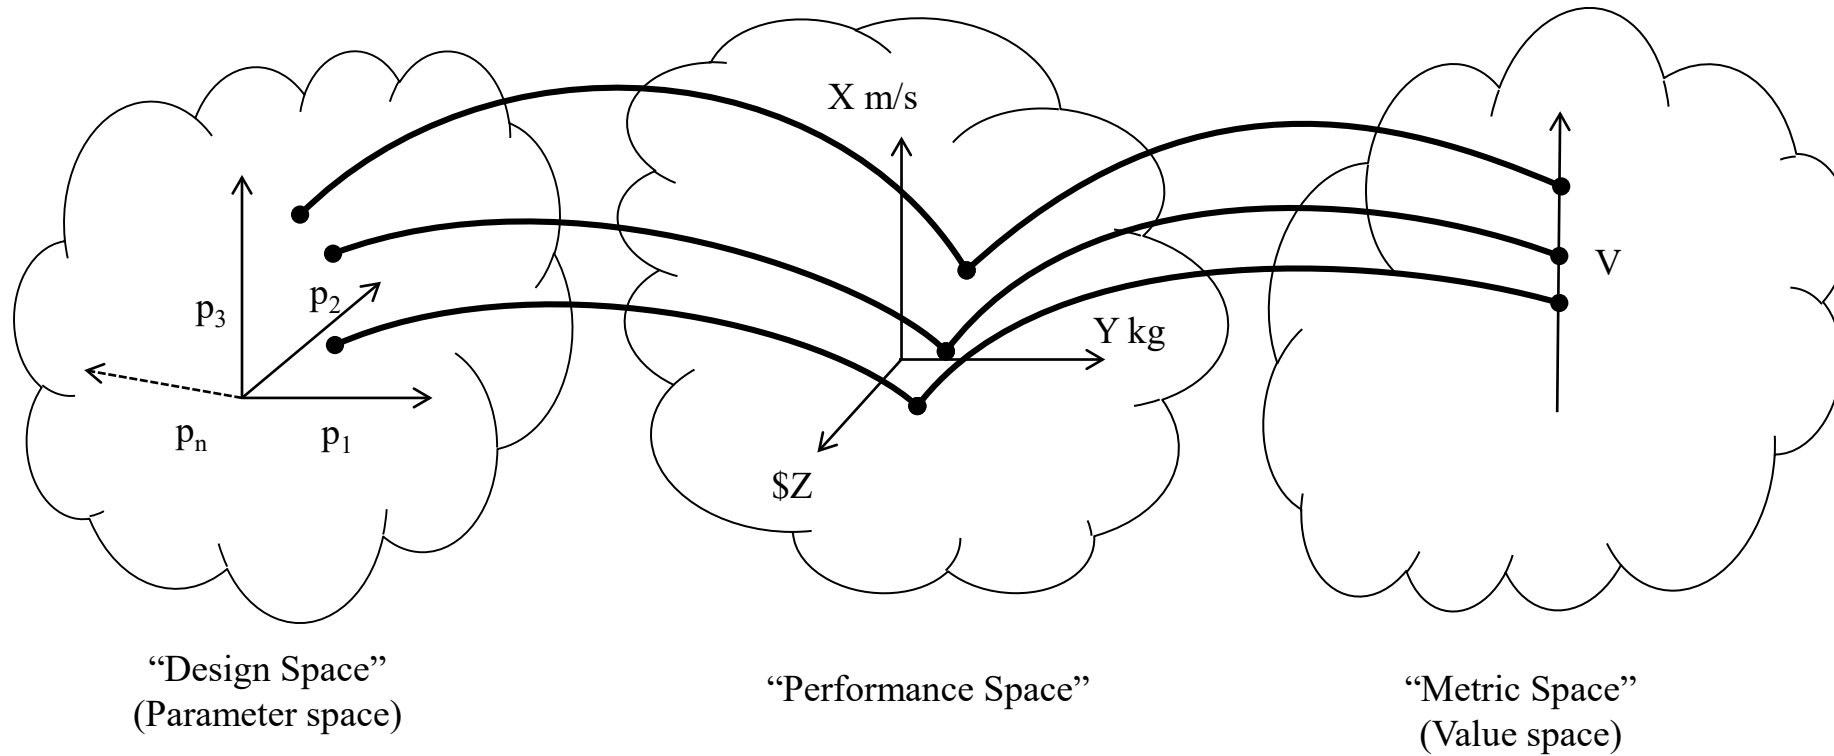 X m/s
p₃
p₂
pₙ
p₁
Y kg
$Z
V
“Design Space”
(Parameter space)
“Performance Space”
“Metric Space”
(Value space)